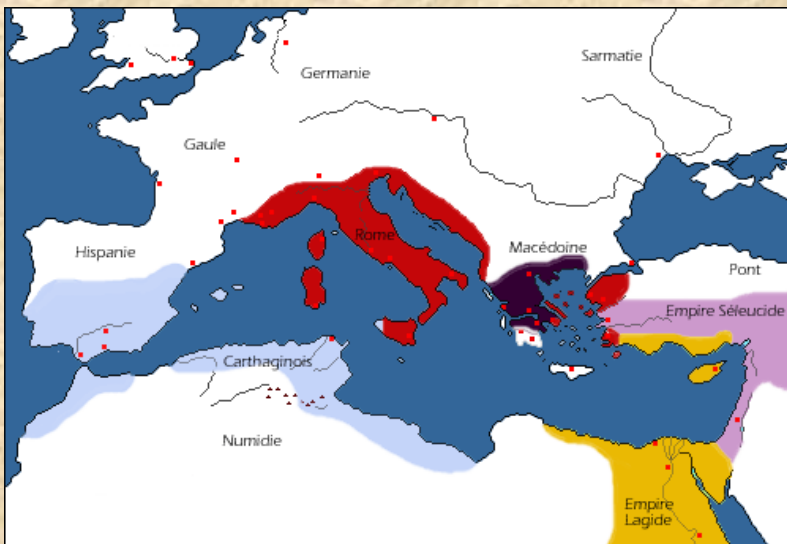 Sarmatie
Germanie
Gaule
Rome
Hispanie
Macédoine
Pont
Empire Séleucide
Carthaginois
Numidie
Empire
Lagide